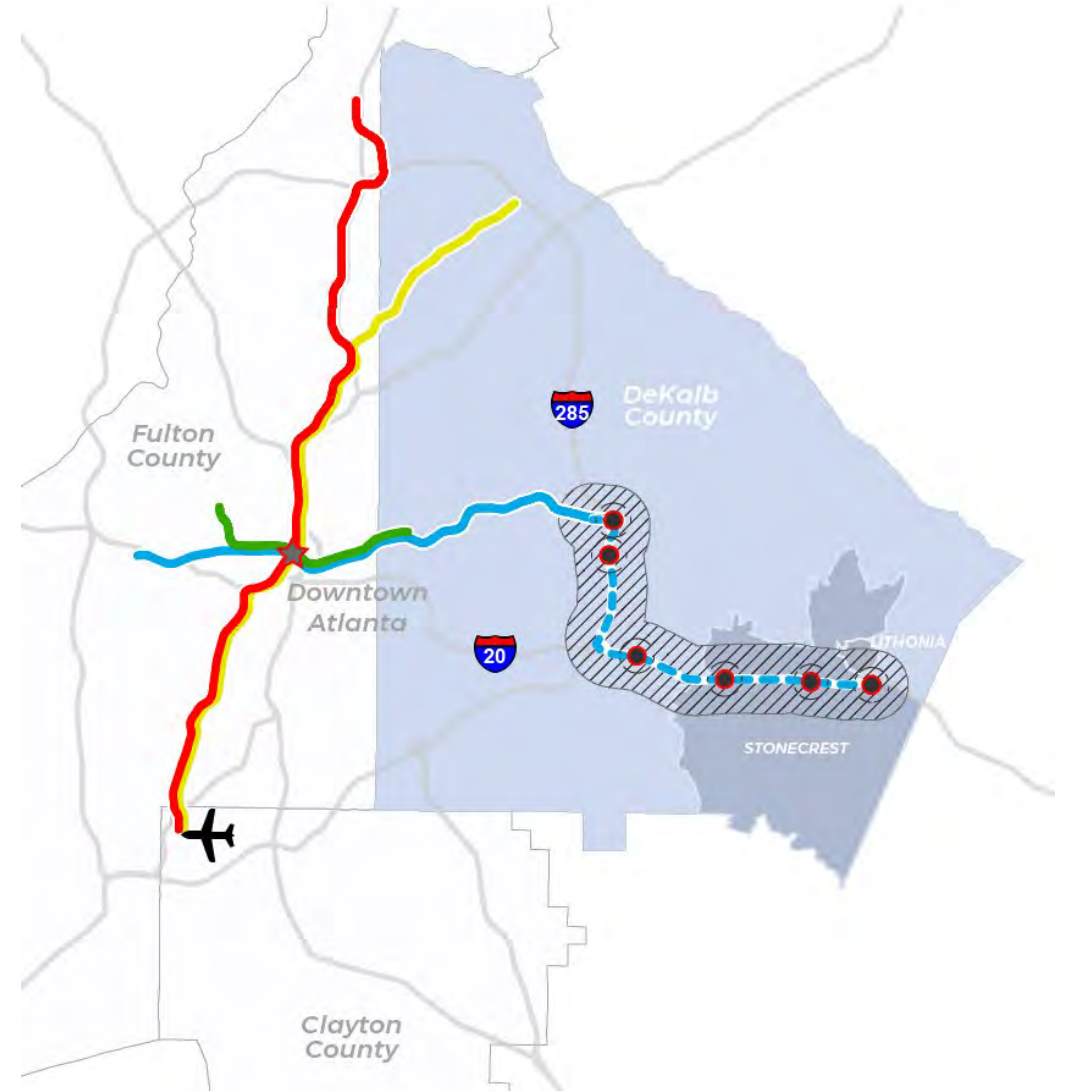 285
DeKalb
County
Fulton
County
Downtown
Atlanta
20
LITHONIA
STONECREST
Clayton
County